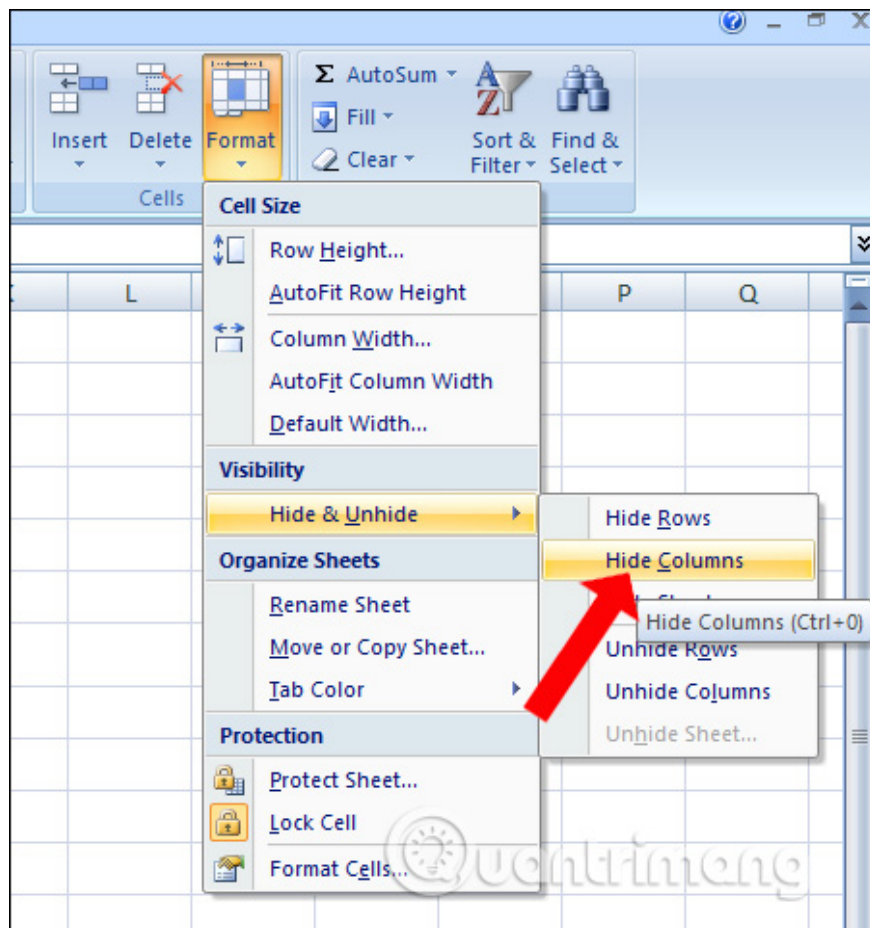 Insert Delete Format
Σ AutoSum
Fill
Clear
Sort & Filter
Find & Select
Cells
L P Q
Cell Size
Row Height...
AutoFit Row Height
Column Width...
AutoFit Column Width
Default Width...
Visibility
Hide & Unhide
Organize Sheets
Rename Sheet
Move or Copy Sheet...
Tab Color
Protection
Protect Sheet...
Lock Cell
Format Cells...
Hide Rows
Hide Columns
Hide Columns (Ctrl+0)
Unhide Rows
Unhide Columns
Unhide Sheet...
Quantrimang